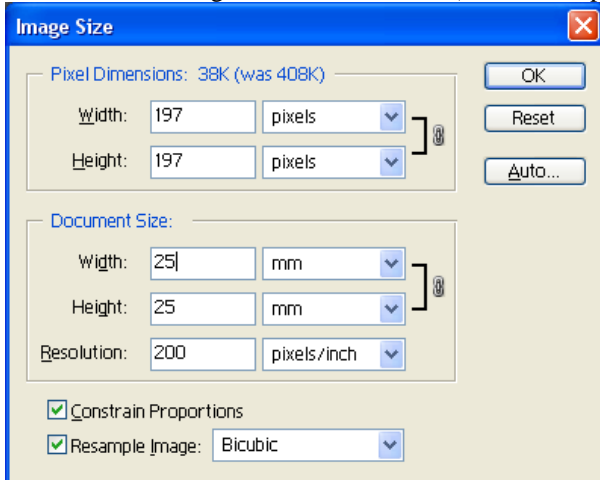 Image Size
Pixel Dimensions: 38K (was 408K)
OK
Width: 197 pixels
Reset
Height: 197 pixels
Auto...
Document Size:
Width: 25 mm
Height: 25 mm
Resolution: 200 pixels/inch
Constrain Proportions
Resample Image: Bicubic